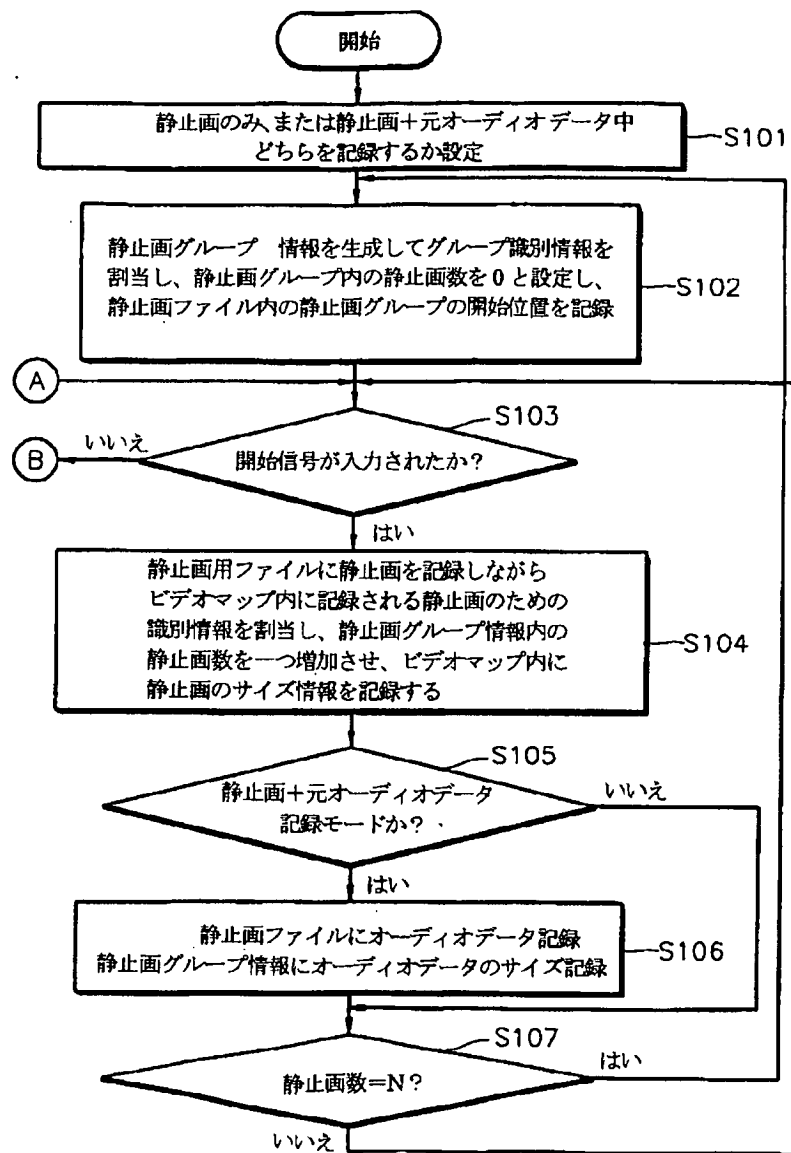 開始
静止画のみ、または静止画+元オーディオデータ中
どちらを記録するか設定
S101
静止画グループ 情報を生成してグループ識別情報を
割当し、静止画グループ内の静止画数を0と設定し、
静止画ファイル内の静止画グループの開始位置を記録
S102
A
S103
いいえ
B
開始信号が入力されたか?
はい
静止画用ファイルに静止画を記録しながら
ビデオマップ内に記録される静止画のための
識別情報を割当し、静止画グループ情報内の
静止画数を一つ増加させ、ビデオマップ内に
静止画のサイズ情報を記録する
S104
S105
静止画+元オーディオデータ
記録モードか?
いいえ
はい
静止画ファイルにオーディオデータ記録
静止画グループ情報にオーディオデータのサイズ記録
S106
S107
静止画数=N?
はい
いいえ